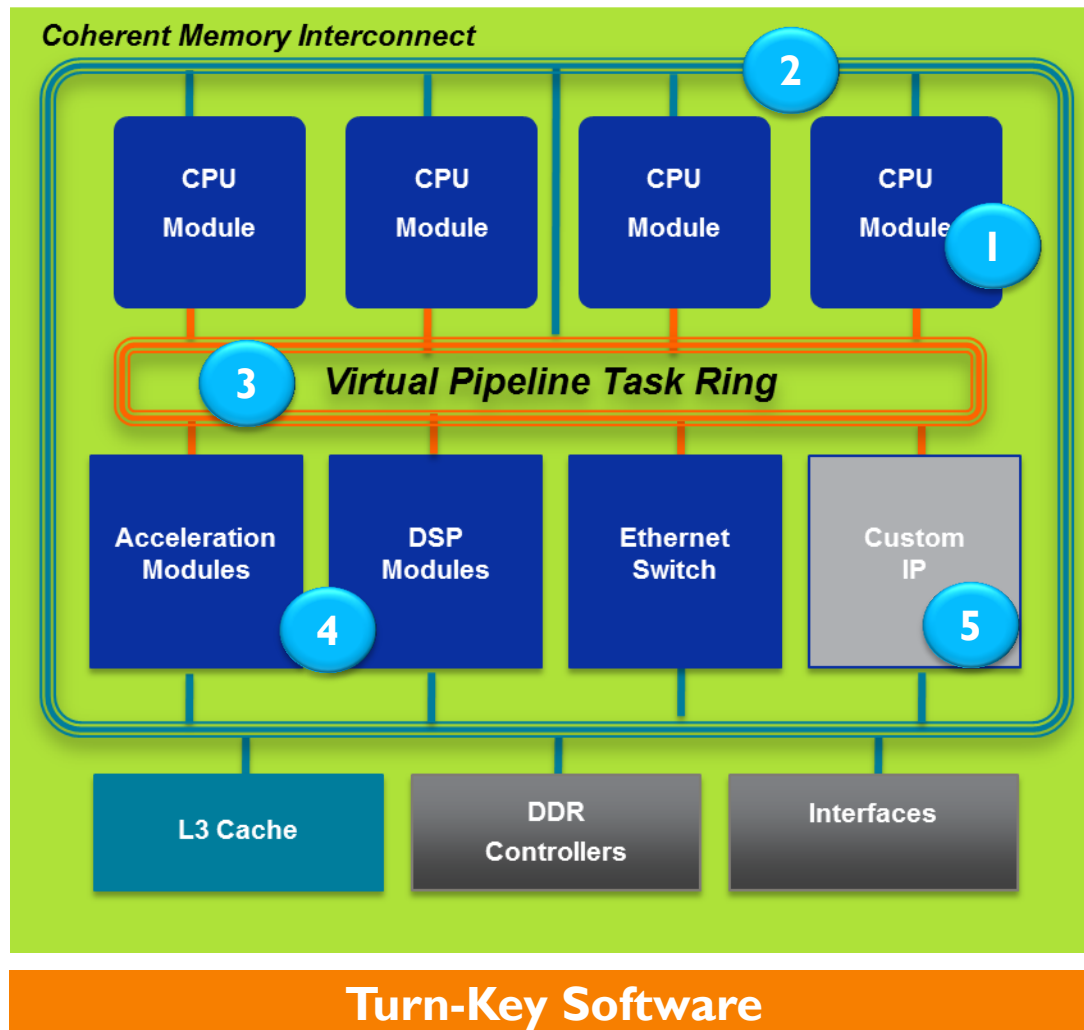 Coherent Memory Interconnect
2
CPU
Module
CPU
Module
CPU
Module
CPU
Module
1
3
Virtual Pipeline Task Ring
Acceleration
Modules
DSP
Modules
Ethernet
Switch
Custom
IP
4
5
L3 Cache
DDR
Controllers
Interfaces
Turn-Key Software